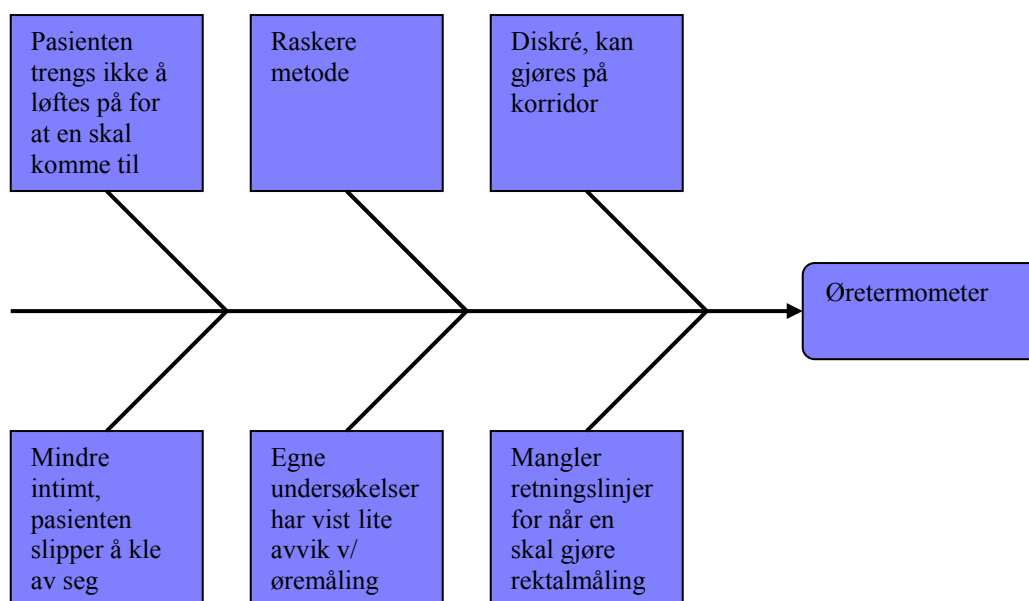 Pasienten
trengs ikke å
løftes på for
at en skal
komme til
Raskere
metode
Diskré, kan
gjøres på
korridor
Øretermometer
Mindre
intimt,
pasienten
slipper å kle
av seg
Egne
undersøkelser
har vist lite
avvik v/
øremåling
Mangler
retningslinjer
for når en
skal gjøre
rektalmåling